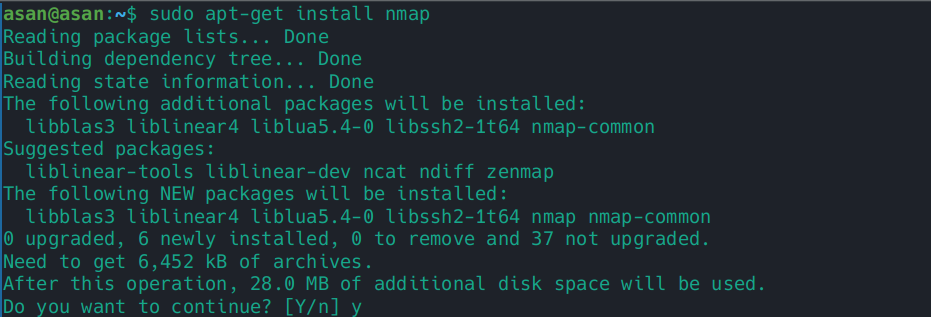 asan@asan:~$ sudo apt-get install nmap
Reading package lists... Done
Building dependency tree... Done
Reading state information... Done
The following additional packages will be installed:
  libblas3 liblinear4 liblua5.4-0 libssh2-1t64 nmap-common
Suggested packages:
  liblinear-tools liblinear-dev ncat ndiff zenmap
The following NEW packages will be installed:
  libblas3 liblinear4 liblua5.4-0 libssh2-1t64 nmap nmap-common
0 upgraded, 6 newly installed, 0 to remove and 37 not upgraded.
Need to get 6,452 kB of archives.
After this operation, 28.0 MB of additional disk space will be used.
Do you want to continue? [Y/n] y